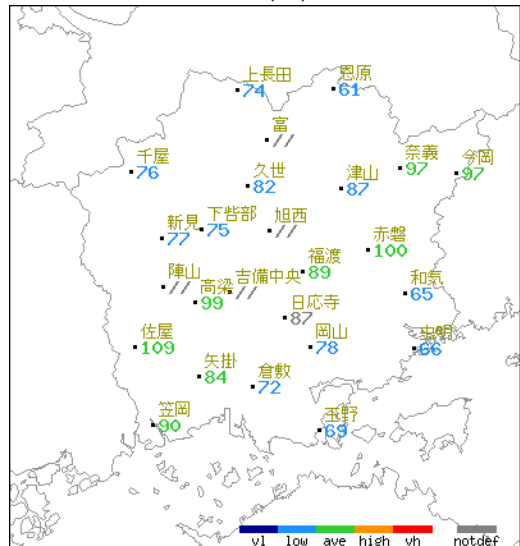 上長田
74
恩原
61
富
//
千屋
76
久世
82
津山
87
奈義
97
今岡
97
新見
77
下呰部
75
旭西
//
赤磐
100
福渡
89
陣山
//
高梁
99
吉備中央
//
和気
65
日応寺
87
佐屋
109
岡山
78
虫明
66
矢掛
84
倉敷
72
笠岡
90
玉野
69
vl low ave high vh notdef